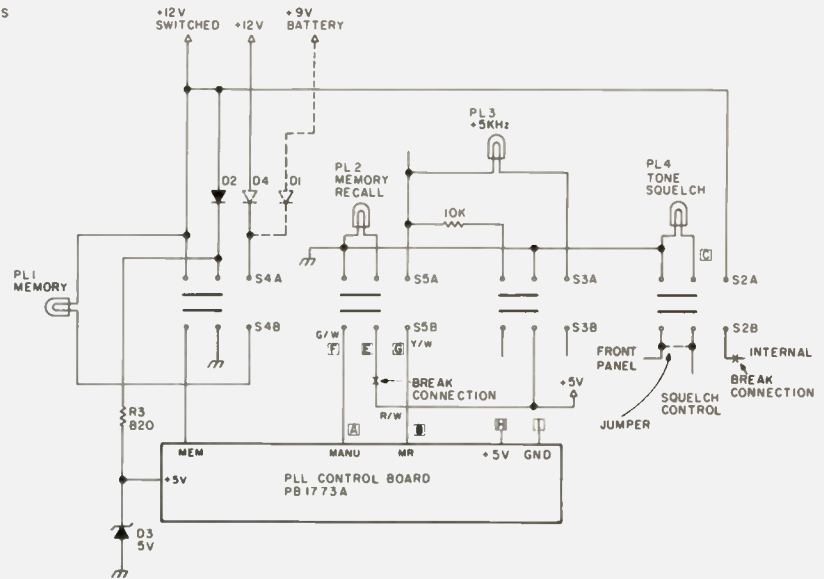 S
+12V
SWITCHED
+12V
+9V
BATTERY
PL3
+5KHz
PL2
MEMORY
RECALL
PL4
TONE
SQUELCH
D2
D4
D1
10K
C
PL1
MEMORY
S4A
S5A
S3A
S2A
S4B
S5B
S3B
S2B
G/W
F
E
G
Y/W
FRONT
PANEL
INTERNAL
BREAK
CONNECTION
+5V
SQUELCH
CONTROL
BREAK
CONNECTION
JUMPER
R3
820
R/W
A
H
MEM
MANU
MR
+5V
GND
+5V
PLL CONTROL BOARD
PB1773A
D3
5V